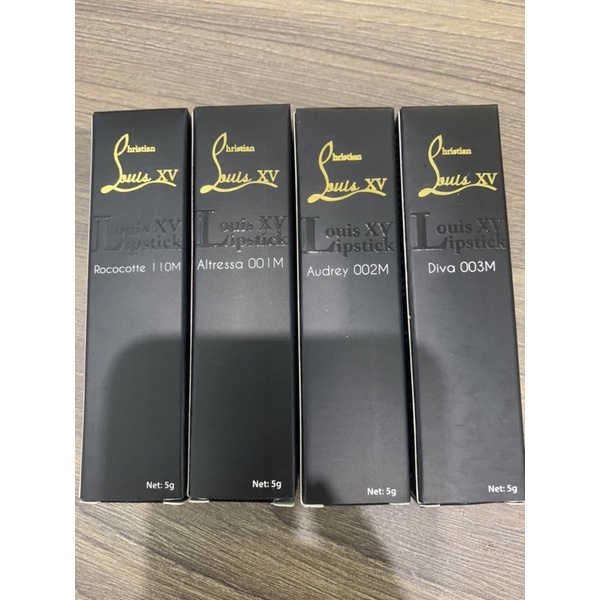 Christian
Louis XV
Louis XV
Lipstick
Rococotte 110M
Net: 5g
Christian
Louis XV
Louis XV
Lipstick
Altressa 001M
Net: 5g
Christian
Louis XV
Louis XV
Lipstick
Audrey 002M
Net: 5g
Christian
Louis XV
Louis XV
Lipstick
Diva 003M
Net: 5g